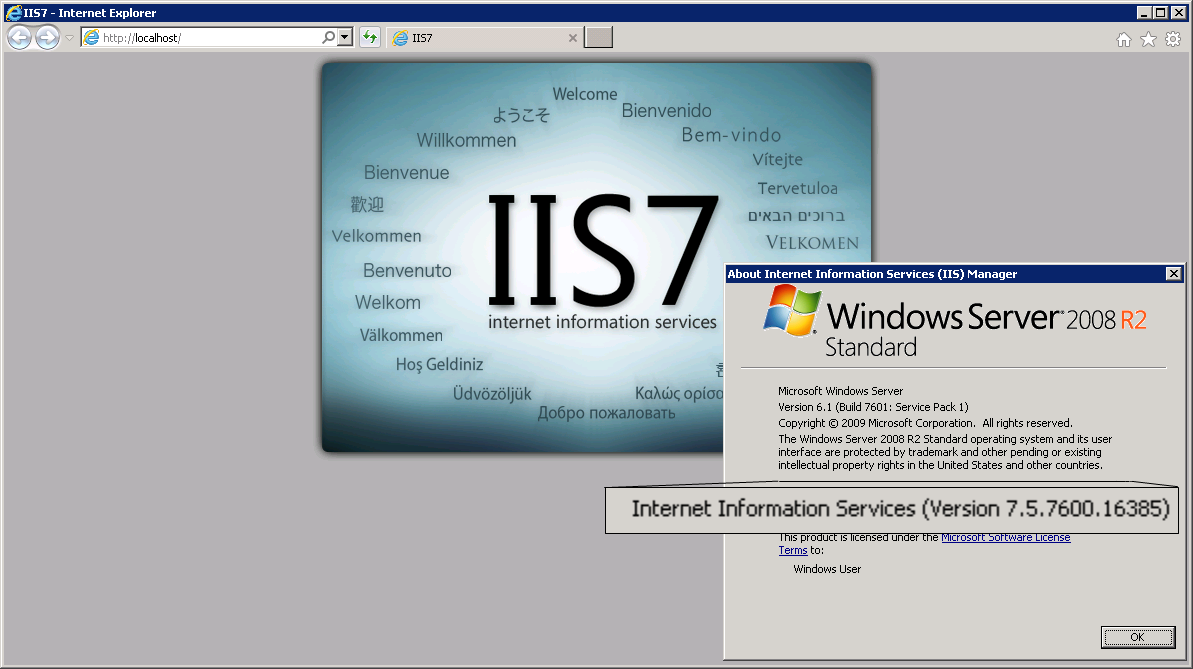 IIS7 - Internet Explorer
http://localhost/
IIS7
Welcome
ようこそ
Bienvenido
Willkommen
Bem-vindo
Vítejte
Bienvenue
Tervetuloa
歡迎
ברוכים הבאים
Velkommen
VELKOMEN
Benvenuto
Welkom
Välkommen
Hoş Geldiniz
Üdvözöljük
Καλώς ορίσο
Добро пожаловать
IIS7
internet information services
About Internet Information Services (IIS) Manager
Windows Server 2008 R2
Standard
Microsoft Windows Server
Version 6.1 (Build 7601: Service Pack 1)
Copyright © 2009 Microsoft Corporation. All rights reserved.
The Windows Server 2008 R2 Standard operating system and its user
interface are protected by trademark and other pending or existing
intellectual property rights in the United States and other countries.
Internet Information Services (Version 7.5.7600.16385)
This product is licensed under the Microsoft Software License
Terms to:
Windows User
OK